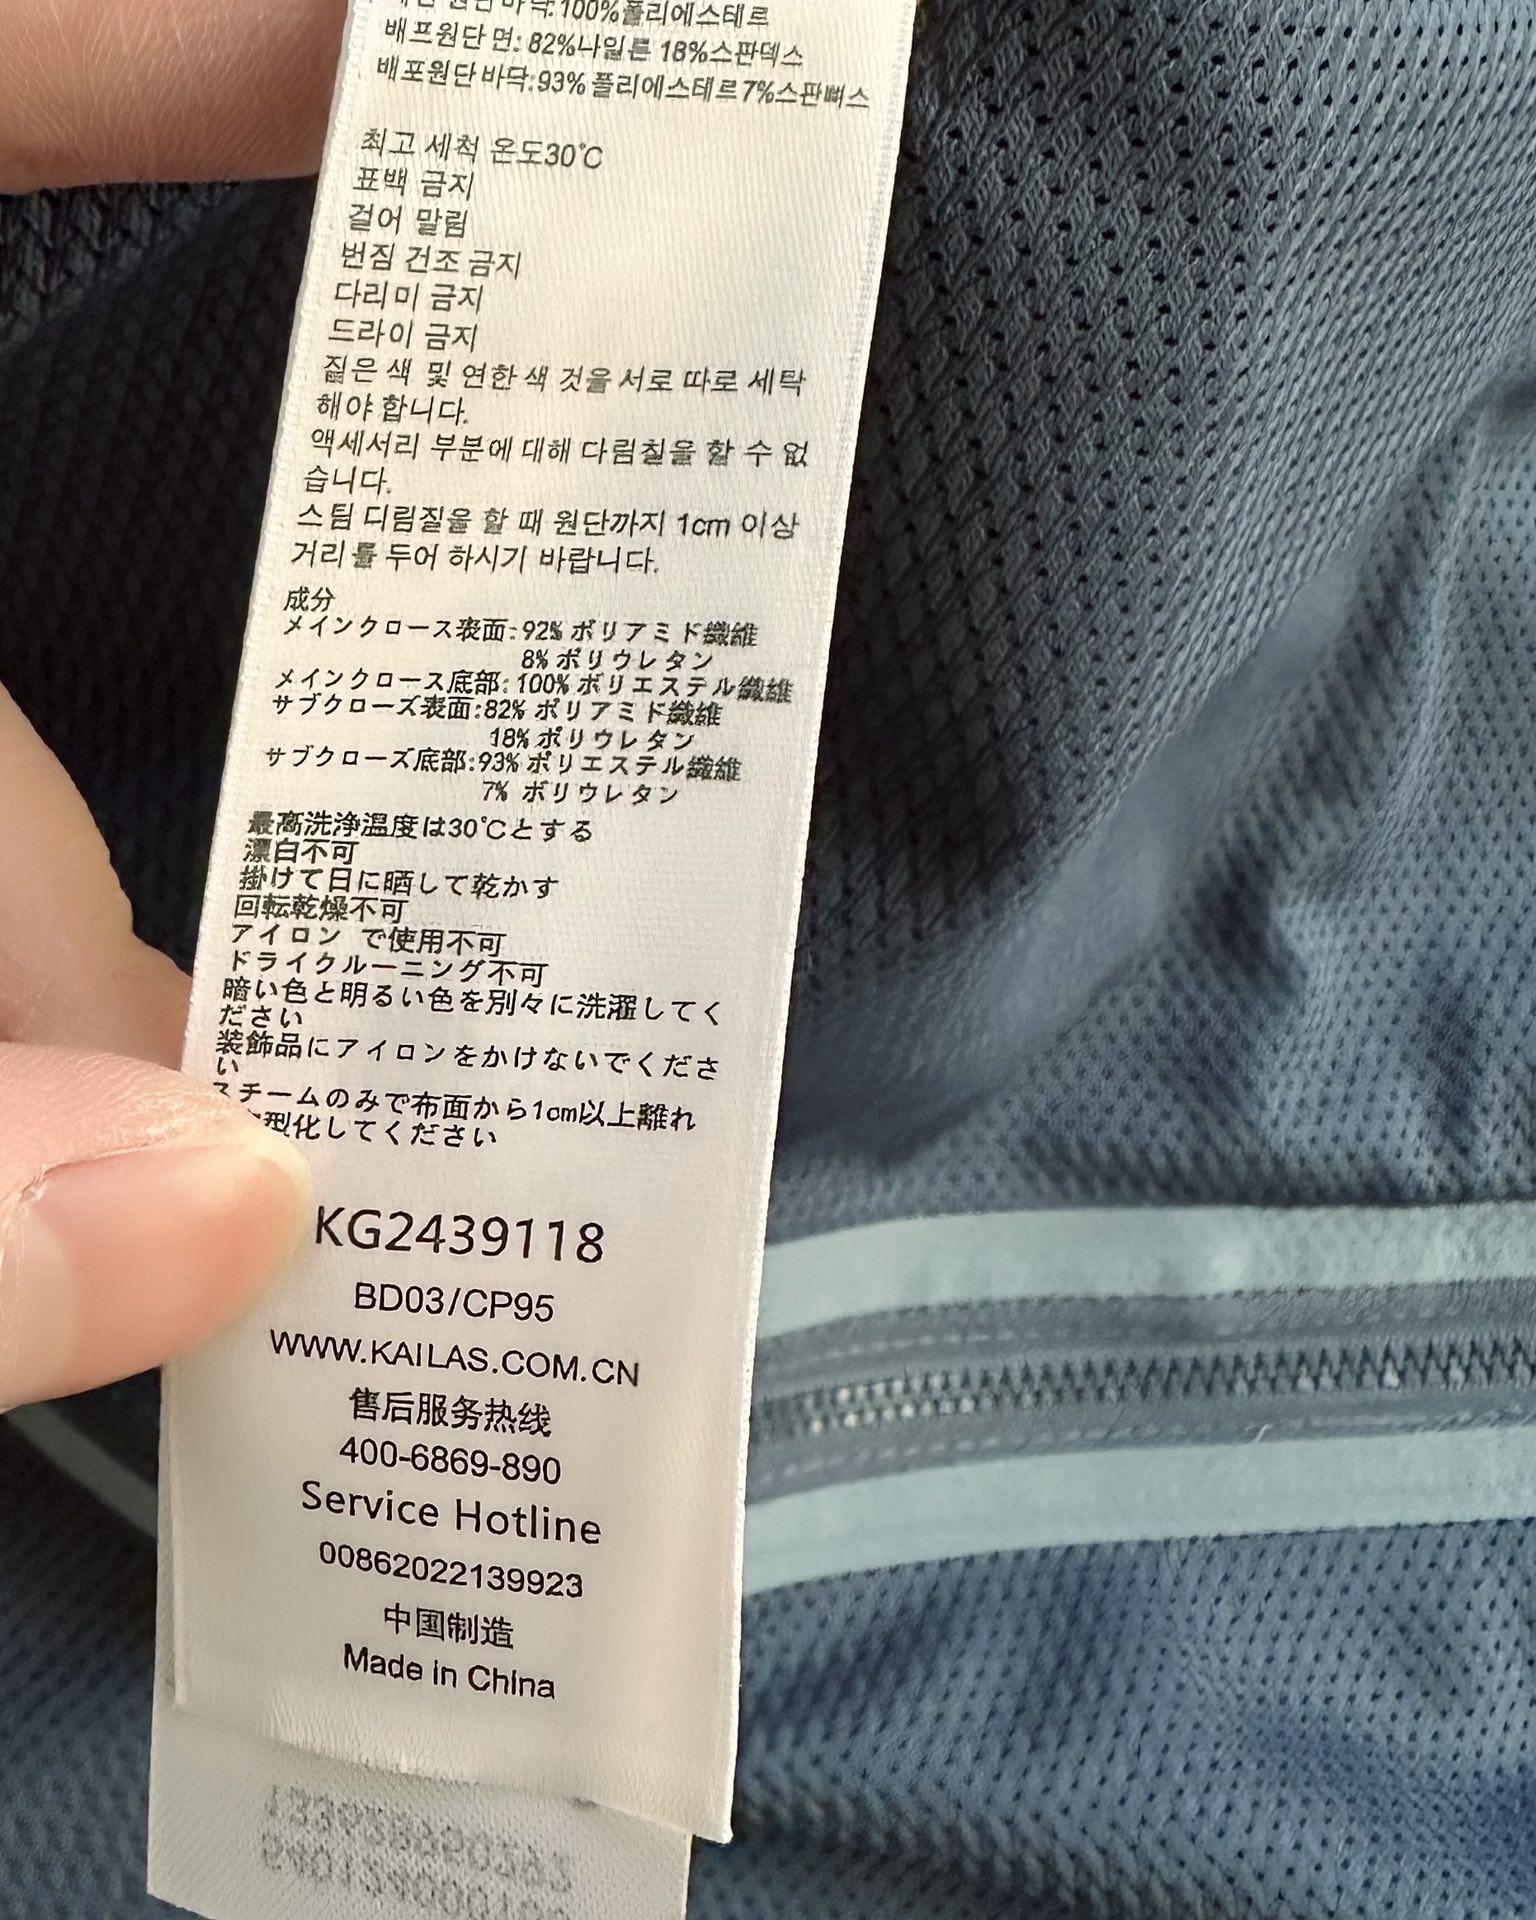 바닥:100%폴리에스테르
배프원단 면: 82%나일론 18%스판덱스
배포원단 바닥:93% 폴리에스테르 7%스판뻑스
최고 세척 온도30℃
표백 금지
걸어 말림
번짐 건조 금지
다리미 금지
드라이 금지
짙은 색 및 연한 색 것을 서로 따로 세탁
해야 합니다.
액세서리 부분에 대해 다림칠을 할 수 없
습니다.
스팀 디림질을 할 때 원단까지 1cm 이상
거리를 두어 하시기 바랍니다.
成分
メインクロース表面:92% ポリアミド繊維
8% ポリウレタン
メインクロース底部: 100% ポリエステル繊維
サブクローズ表面:82% ポリアミド繊維
18% ポリウレタン
サブクローズ底部:93% ポリエステル繊維
7% ポリウレタン
最高洗浄温度は30℃とする
漂白不可
掛けて日に晒して乾かす
回転乾燥不可
アイロン で使用不可
ドライクルーニング不可
暗い色と明るい色を別々に洗濯してく
ださい
装飾品にアイロンをかけないでくださ
い
スチームのみで布面から1cm以上離れ
型化してください
KG2439118
BD03/CP95
WWW.KAILAS.COM.CN
售后服务热线
400-6869-890
Service Hotline
00862022139923
中国制造
Made in China